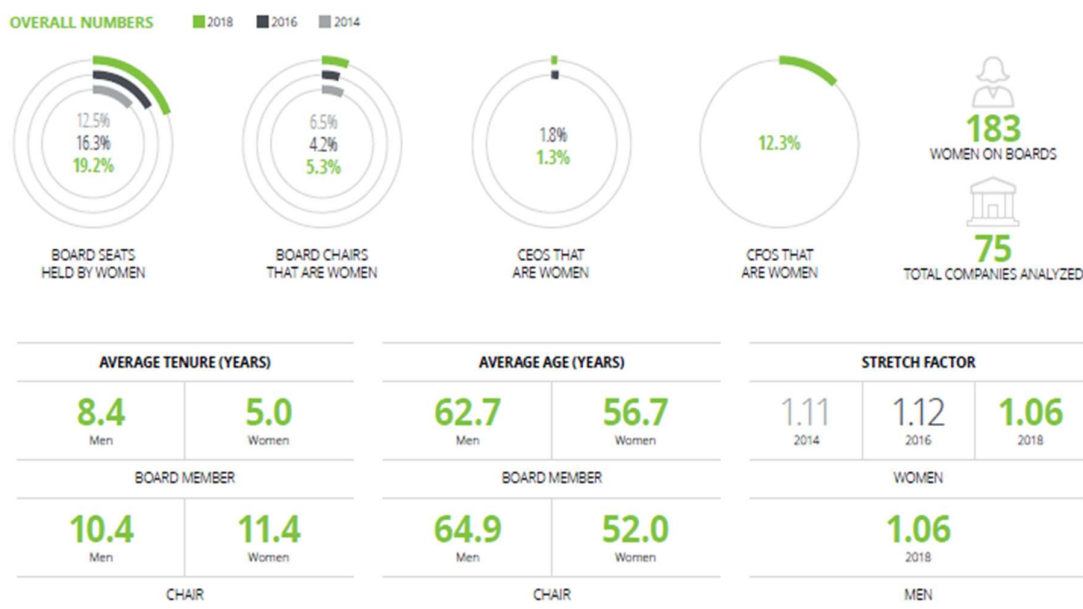 OVERALL NUMBERS
2018 2016 2014
12.5%
16.3%
19.2%
BOARD SEATS
HELD BY WOMEN
6.5%
4.2%
5.3%
BOARD CHAIRS
THAT ARE WOMEN
1.8%
1.3%
CEOS THAT
ARE WOMEN
12.3%
CFOS THAT
ARE WOMEN
183
WOMEN ON BOARDS
75
TOTAL COMPANIES ANALYZED
AVERAGE TENURE (YEARS)
8.4 5.0
Men Women
BOARD MEMBER
10.4 11.4
Men Women
CHAIR
AVERAGE AGE (YEARS)
62.7 56.7
Men Women
BOARD MEMBER
64.9 52.0
Men Women
CHAIR
STRETCH FACTOR
1.11 1.12 1.06
2014 2016 2018
WOMEN
1.06
2018
MEN